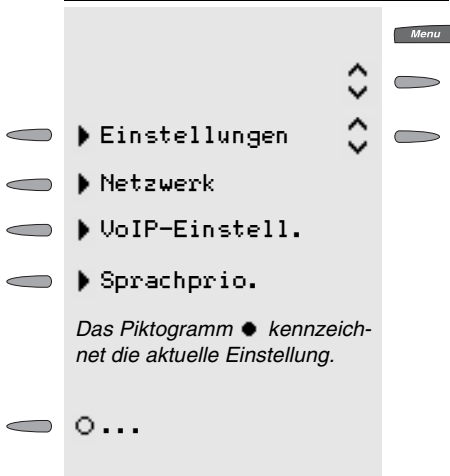 Menu
Einstellungen
Netzwerk
VoIP-Einstell.
Sprachprio.
Das Piktogramm ● kennzeich-
net die aktuelle Einstellung.
...